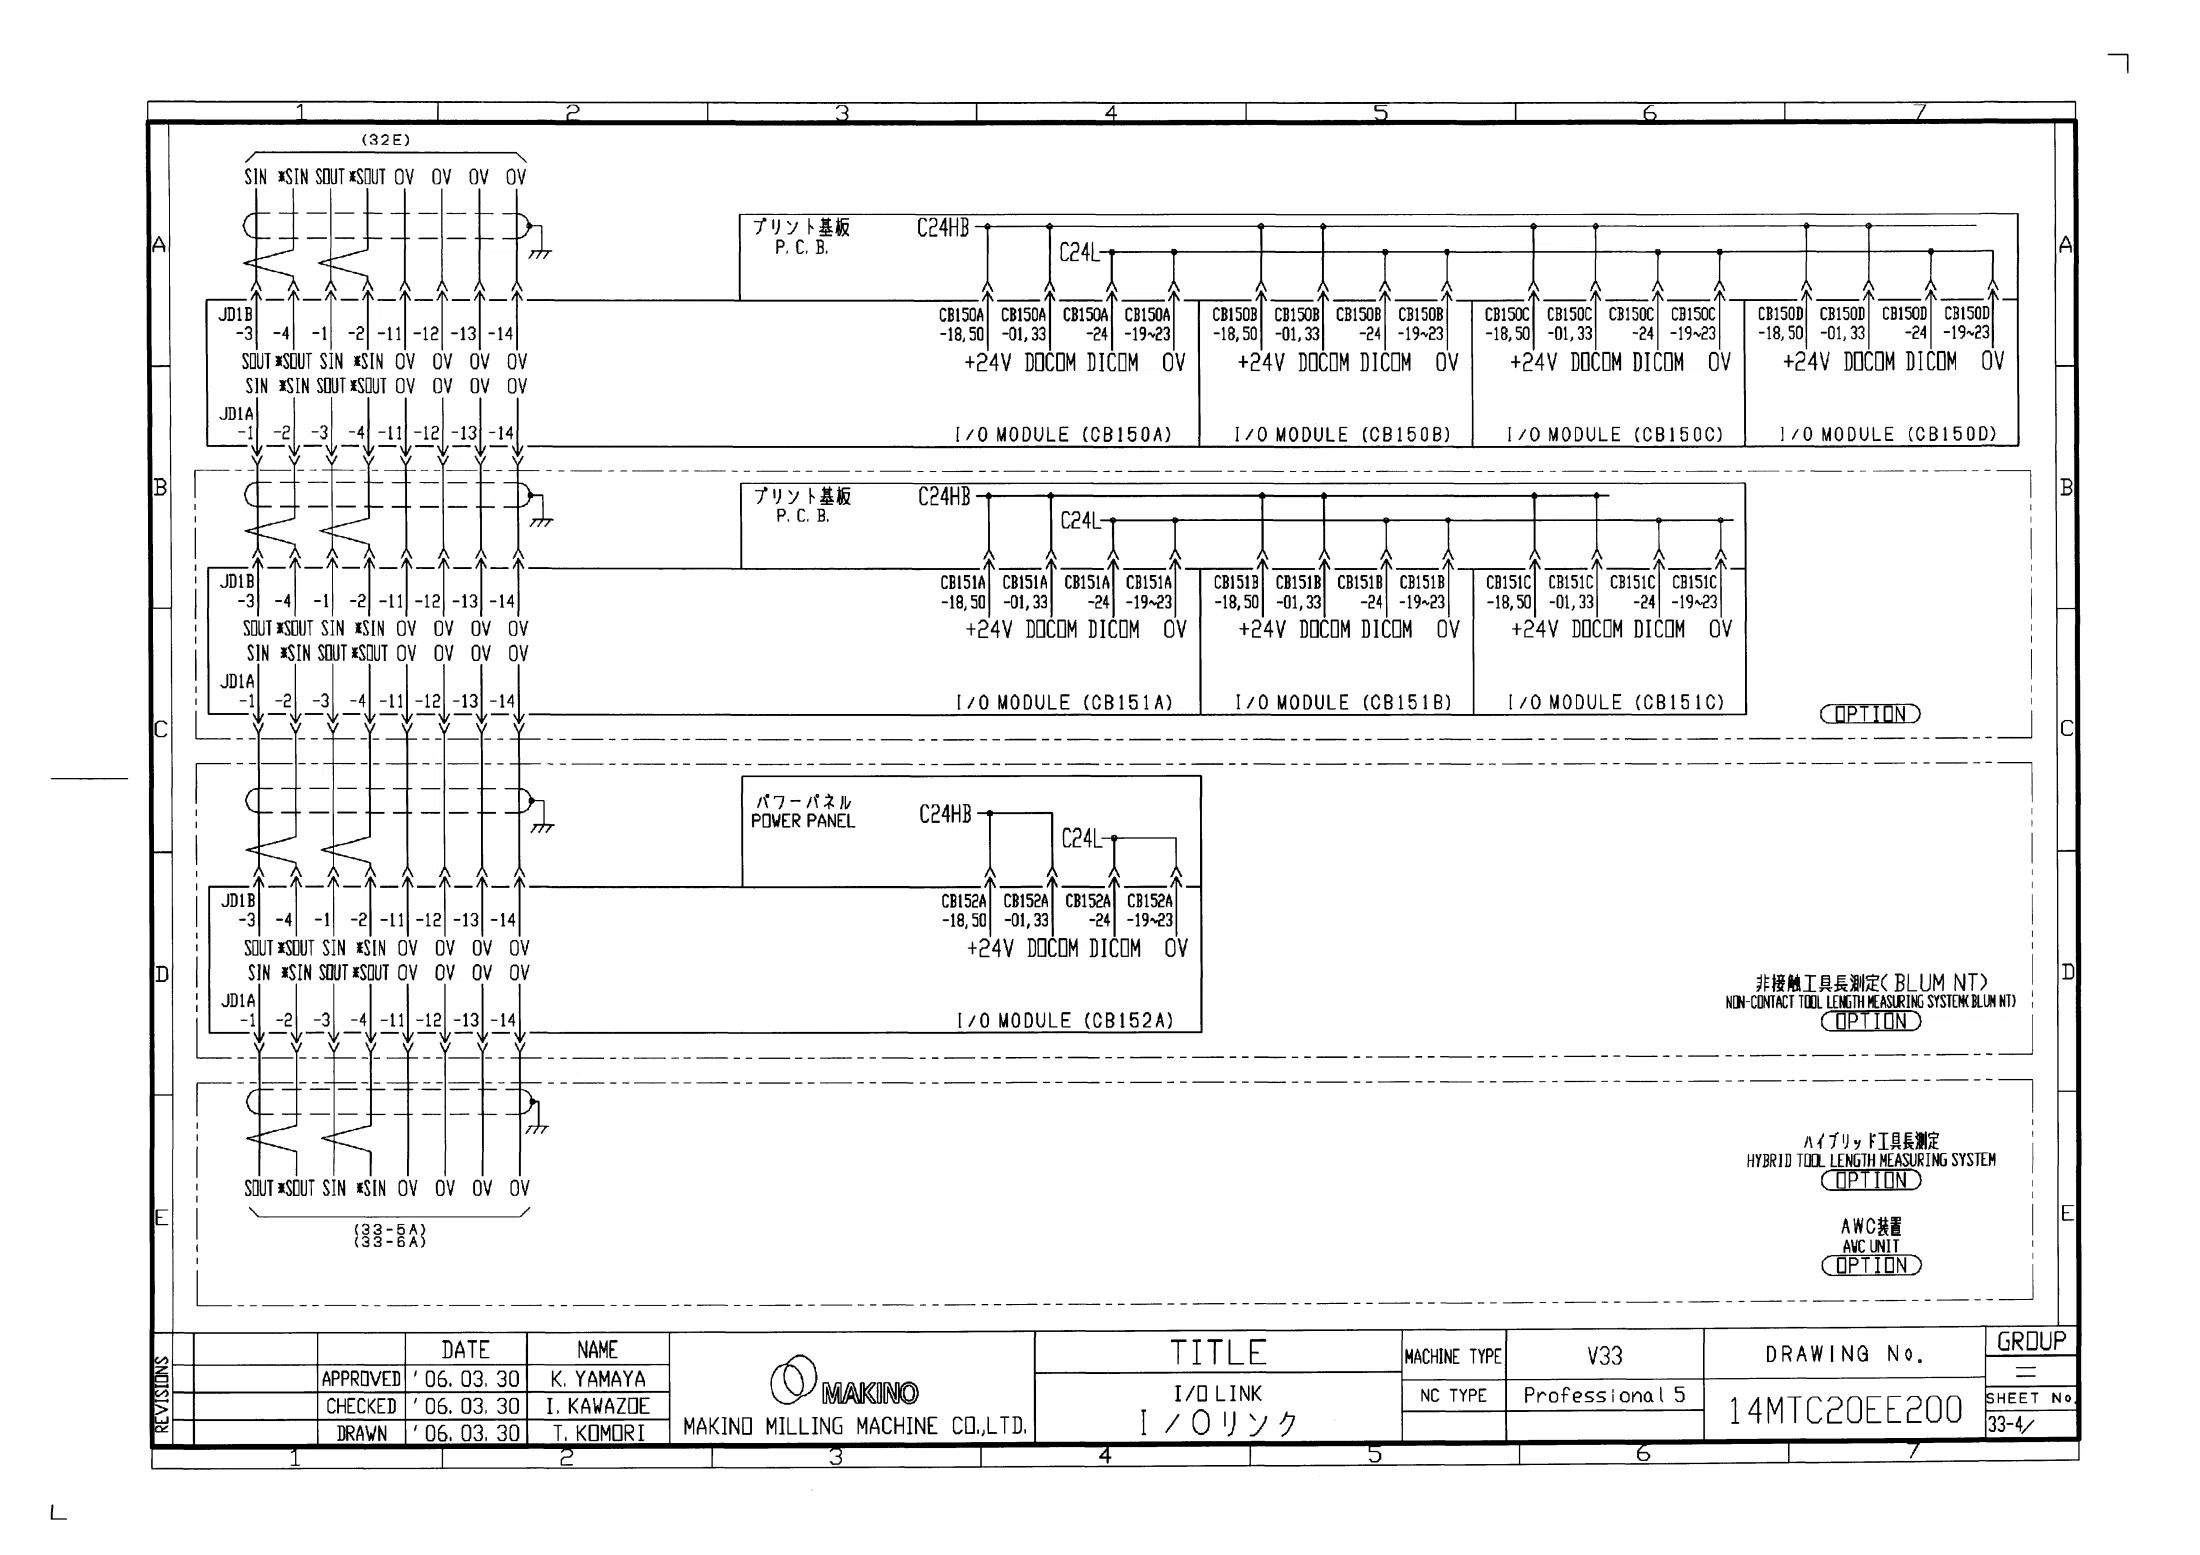 1 2 3 4 5 6 7
(32E)
SIN *SIN SOUT *SOUT 0V 0V 0V 0V
プリント基板
P. C. B.
C24HB
C24L
A A
JD1B CB150A CB150A CB150A CB150A CB150B CB150B CB150B CB150B CB150C CB150C CB150C CB150C CB150D CB150D CB150D CB150D
-3 -4 -1 -2 -11 -12 -13 -14 -18,50 -01,33 -24 -19~23 -18,50 -01,33 -24 -19~23 -18,50 -01,33 -24 -19~23 -18,50 -01,33 -24 -19~23
SOUT *SOUT SIN *SIN 0V 0V 0V 0V +24V DOCOM DICOM 0V +24V DOCOM DICOM 0V +24V DOCOM DICOM 0V +24V DOCOM DICOM 0V
SIN *SIN SOUT *SOUT 0V 0V 0V 0V
JD1A
-1 -2 -3 -4 -11 -12 -13 -14 I/O MODULE (CB150A) I/O MODULE (CB150B) I/O MODULE (CB150C) I/O MODULE (CB150D)
B B
プリント基板
P. C. B.
C24HB
C24L
JD1B CB151A CB151A CB151A CB151A CB151B CB151B CB151B CB151B CB151C CB151C CB151C CB151C
-3 -4 -1 -2 -11 -12 -13 -14 -18,50 -01,33 -24 -19~23 -18,50 -01,33 -24 -19~23 -18,50 -01,33 -24 -19~23
SOUT *SOUT SIN *SIN 0V 0V 0V 0V +24V DOCOM DICOM 0V +24V DOCOM DICOM 0V +24V DOCOM DICOM 0V
SIN *SIN SOUT *SOUT 0V 0V 0V 0V
JD1A
-1 -2 -3 -4 -11 -12 -13 -14 I/O MODULE (CB151A) I/O MODULE (CB151B) I/O MODULE (CB151C)
OPTION
C C
パワーパネル
POWER PANEL
C24HB
C24L
JD1B CB152A CB152A CB152A CB152A
-3 -4 -1 -2 -11 -12 -13 -14 -18,50 -01,33 -24 -19~23
SOUT *SOUT SIN *SIN 0V 0V 0V 0V +24V DOCOM DICOM 0V
SIN *SIN SOUT *SOUT 0V 0V 0V 0V
D D
JD1A
-1 -2 -3 -4 -11 -12 -13 -14 I/O MODULE (CB152A)
非接触工具長測定(BLUM NT)
NON-CONTACT TOOL LENGTH MEASURING SYSTEM(BLUM NT)
OPTION
SOUT *SOUT SIN *SIN 0V 0V 0V 0V
(33-5A)
(33-6A)
ハイブリッド工具長測定
HYBRID TOOL LENGTH MEASURING SYSTEM
OPTION
E E
AWC装置
AWC UNIT
OPTION
REVISIONS
DATE NAME
APPROVED '06. 03. 30 K. YAMAYA
CHECKED '06. 03. 30 I. KAWAZOE
DRAWN '06. 03. 30 T. KOMORI
MAKINO
MAKINO MILLING MACHINE CO.,LTD.
TITLE
I/O LINK
I/Oリンク
MACHINE TYPE V33
NC TYPE Professional 5
DRAWING No.
14MTC20EE200
GROUP
=
SHEET No.
33-4/
1 2 3 4 5 6 7